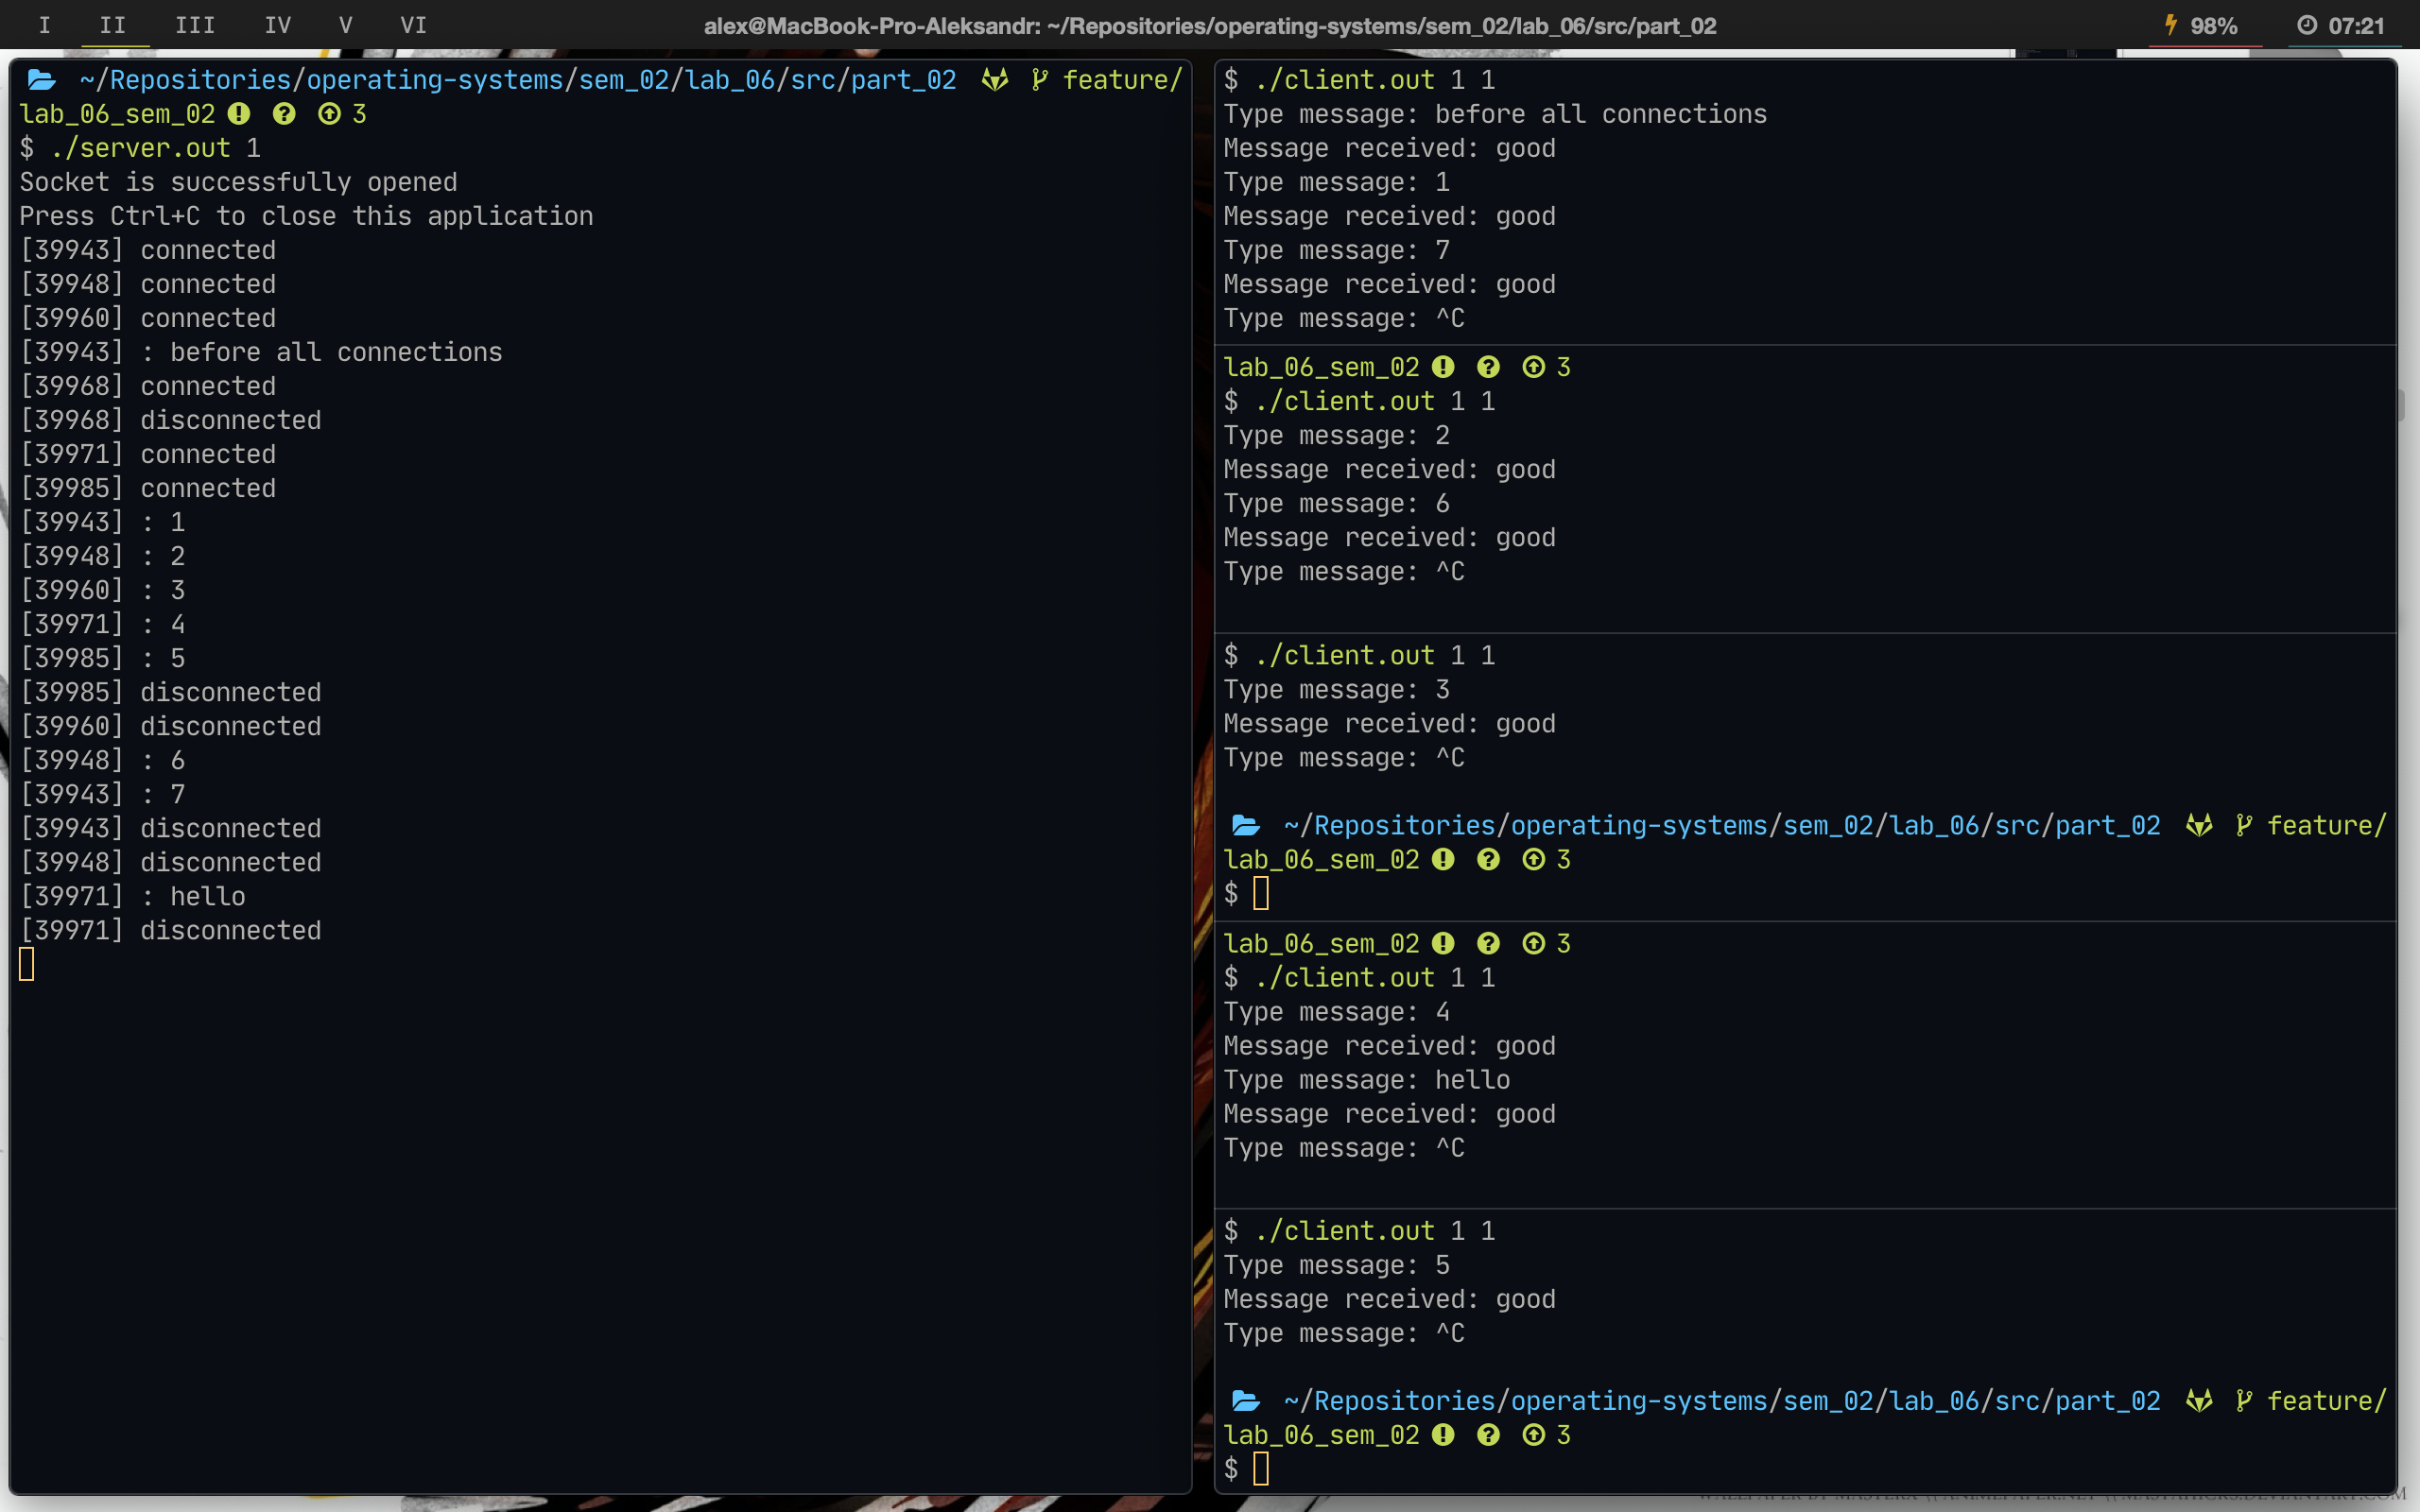 I II III IV V VI alex@MacBook-Pro-Aleksandr: ~/Repositories/operating-systems/sem_02/lab_06/src/part_02 98% 07:21
~/Repositories/operating-systems/sem_02/lab_06/src/part_02 feature/
lab_06_sem_02 ! ? 3
$ ./server.out 1
Socket is successfully opened
Press Ctrl+C to close this application
[39943] connected
[39948] connected
[39960] connected
[39943] : before all connections
[39968] connected
[39968] disconnected
[39971] connected
[39985] connected
[39943] : 1
[39948] : 2
[39960] : 3
[39971] : 4
[39985] : 5
[39985] disconnected
[39960] disconnected
[39948] : 6
[39943] : 7
[39943] disconnected
[39948] disconnected
[39971] : hello
[39971] disconnected
$ ./client.out 1 1
Type message: before all connections
Message received: good
Type message: 1
Message received: good
Type message: 7
Message received: good
Type message: ^C
lab_06_sem_02 ! ? 3
$ ./client.out 1 1
Type message: 2
Message received: good
Type message: 6
Message received: good
Type message: ^C
$ ./client.out 1 1
Type message: 3
Message received: good
Type message: ^C
~/Repositories/operating-systems/sem_02/lab_06/src/part_02 feature/
lab_06_sem_02 ! ? 3
$
lab_06_sem_02 ! ? 3
$ ./client.out 1 1
Type message: 4
Message received: good
Type message: hello
Message received: good
Type message: ^C
$ ./client.out 1 1
Type message: 5
Message received: good
Type message: ^C
~/Repositories/operating-systems/sem_02/lab_06/src/part_02 feature/
lab_06_sem_02 ! ? 3
$